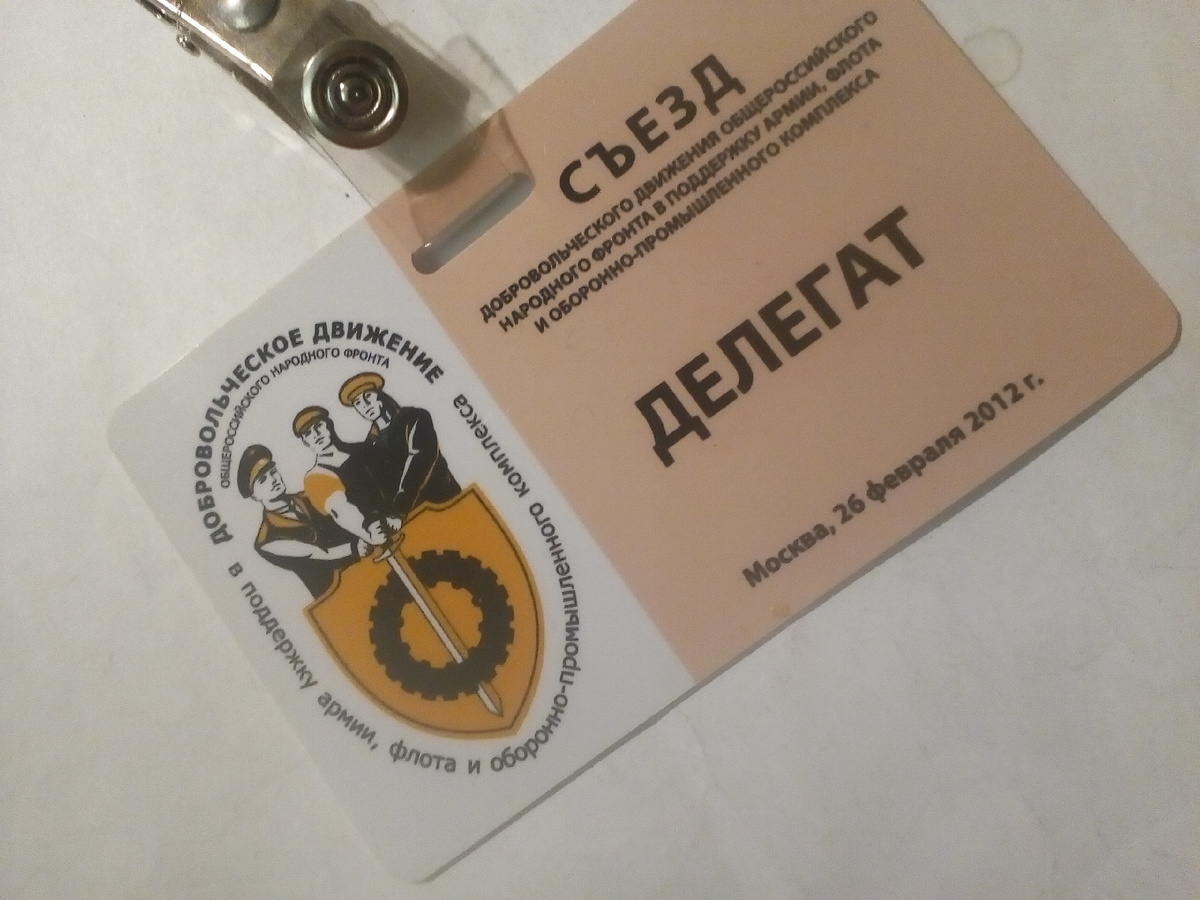 СЪЕЗД
ДОБРОВОЛЬЧЕСКОГО ДВИЖЕНИЯ ОБЩЕРОССИЙСКОГО
НАРОДНОГО ФРОНТА В ПОДДЕРЖКУ АРМИИ, ФЛОТА
И ОБОРОННО-ПРОМЫШЛЕННОГО КОМПЛЕКСА
ДЕЛЕГАТ
Москва, 26 февраля 2012 г.
ДОБРОВОЛЬЧЕСКОЕ ДВИЖЕНИЕ
ОБЩЕРОССИЙСКОГО НАРОДНОГО ФРОНТА
в поддержку армии, флота и оборонно-промышленного комплекса